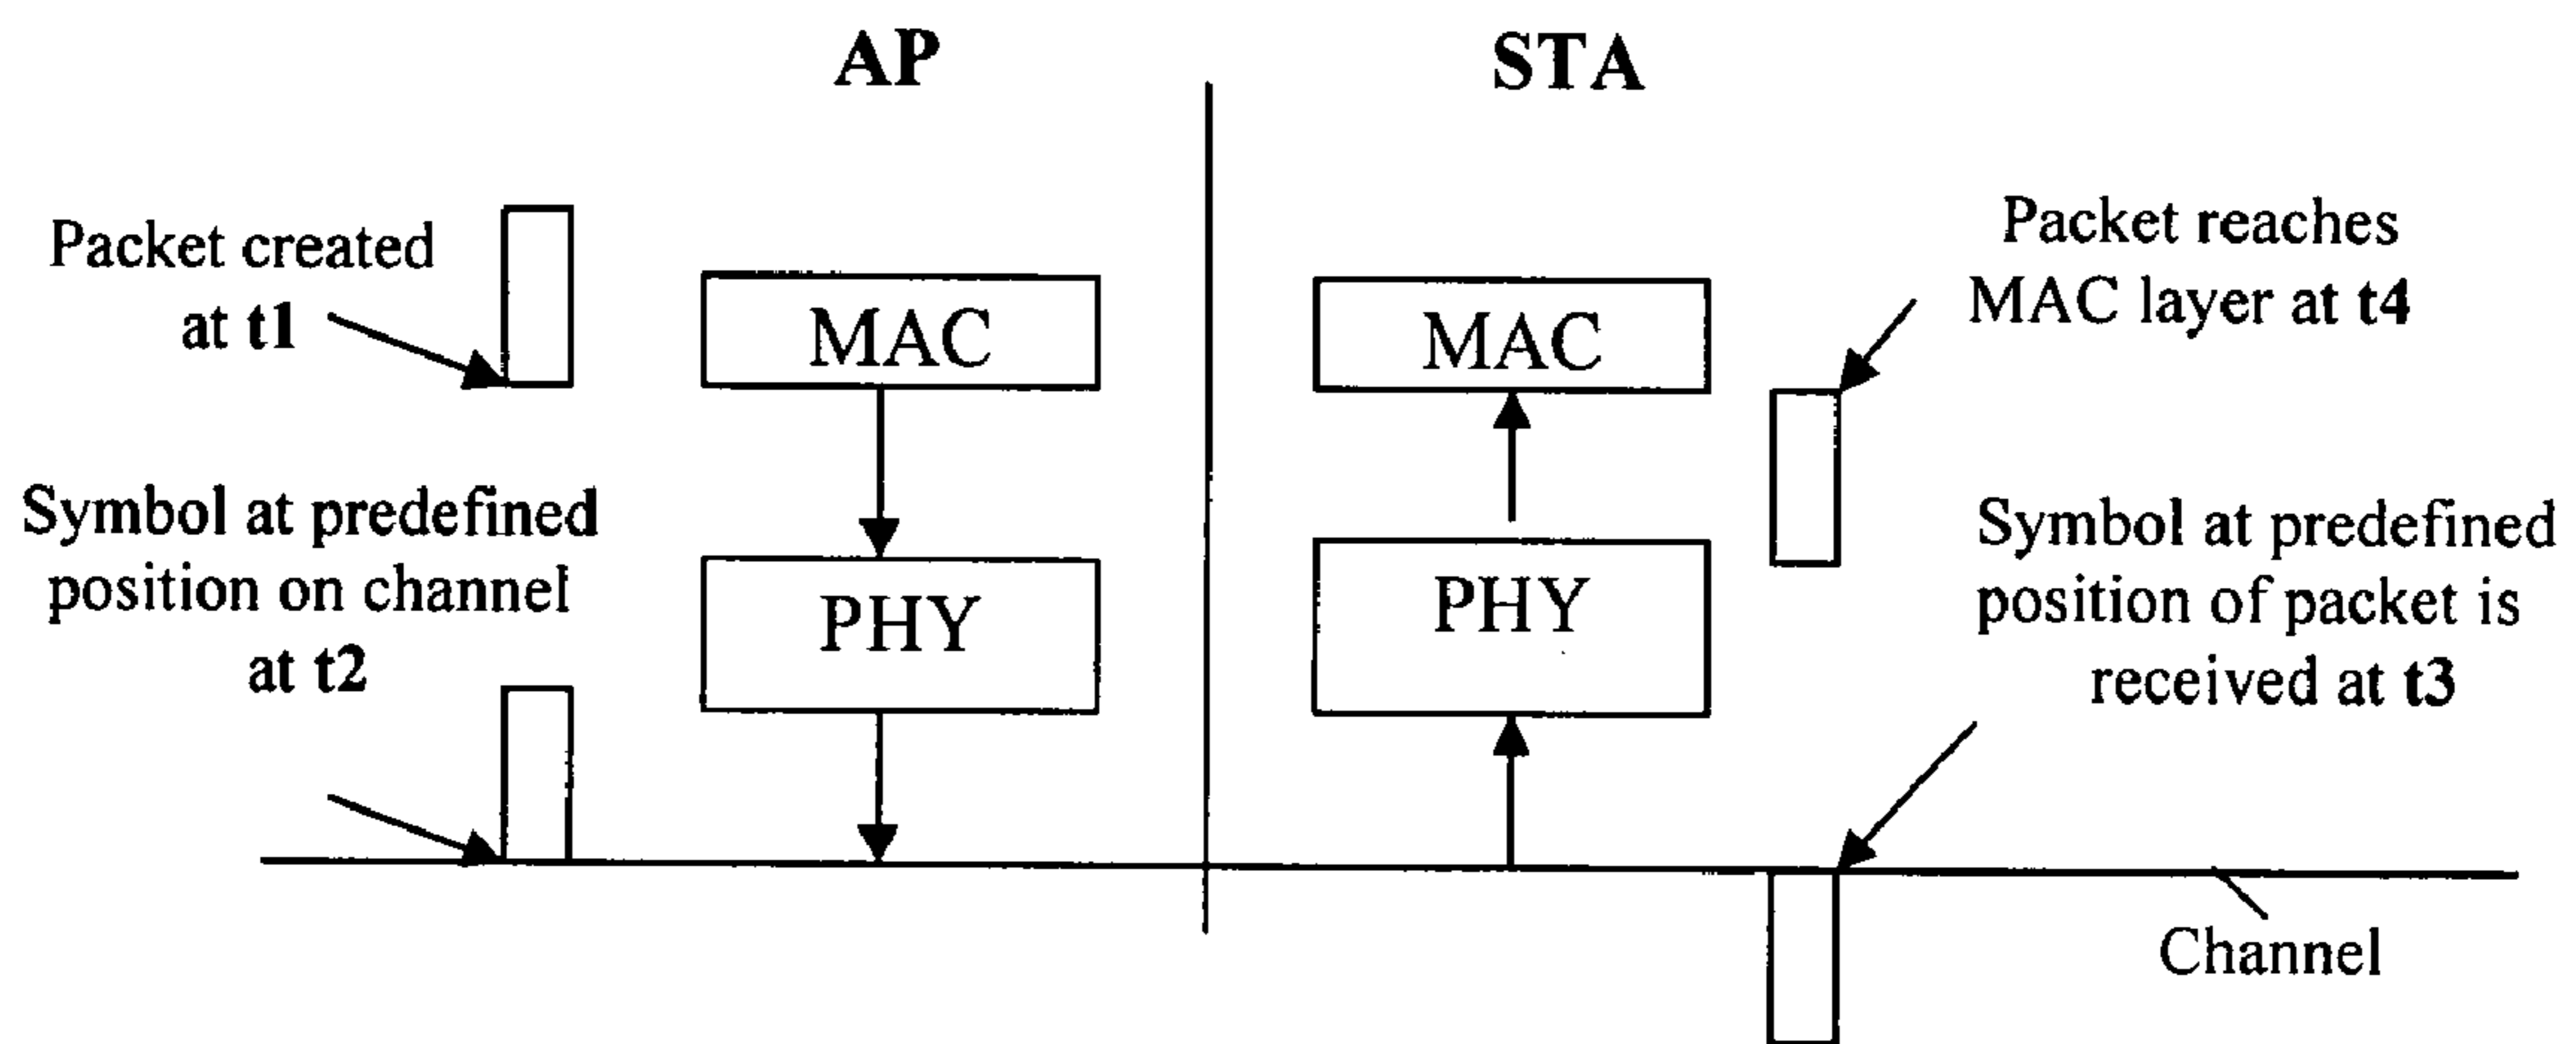 AP
STA
Packet created
at t1
MAC
MAC
Packet reaches
MAC layer at t4
Symbol at predefined
position on channel
at t2
PHY
PHY
Symbol at predefined
position of packet is
received at t3
Channel